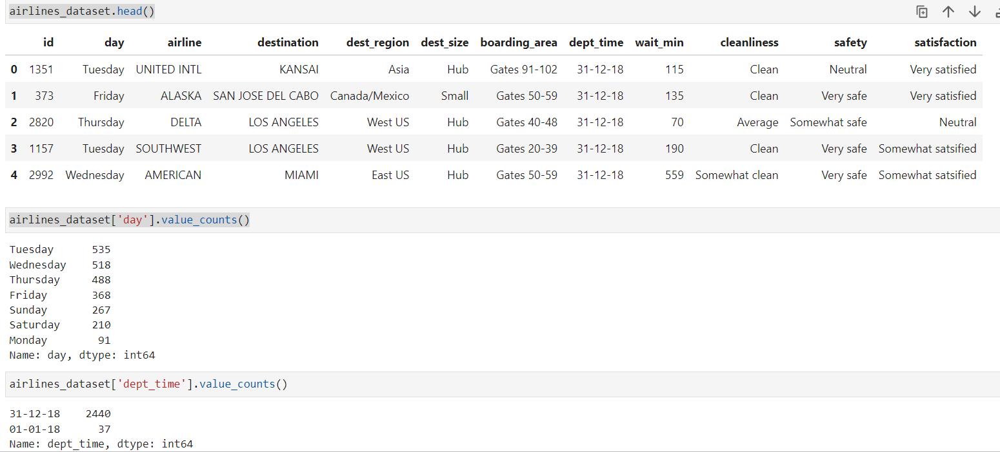 airlines_dataset.head()
id day airline destination dest_region dest_size boarding_area dept_time wait_min cleanliness safety satisfaction
0 1351 Tuesday UNITED INTL KANSAI Asia Hub Gates 91-102 31-12-18 115 Clean Neutral Very satisfied
1 373 Friday ALASKA SAN JOSE DEL CABO Canada/Mexico Small Gates 50-59 31-12-18 135 Clean Very safe Very satisfied
2 2820 Thursday DELTA LOS ANGELES West US Hub Gates 40-48 31-12-18 70 Average Somewhat safe Neutral
3 1157 Tuesday SOUTHWEST LOS ANGELES West US Hub Gates 20-39 31-12-18 190 Clean Very safe Somewhat satsified
4 2992 Wednesday AMERICAN MIAMI East US Hub Gates 50-59 31-12-18 559 Somewhat clean Very safe Somewhat satsified
airlines_dataset['day'].value_counts()
Tuesday 535
Wednesday 518
Thursday 488
Friday 368
Sunday 267
Saturday 210
Monday 91
Name: day, dtype: int64
airlines_dataset['dept_time'].value_counts()
31-12-18 2440
01-01-18 37
Name: dept_time, dtype: int64